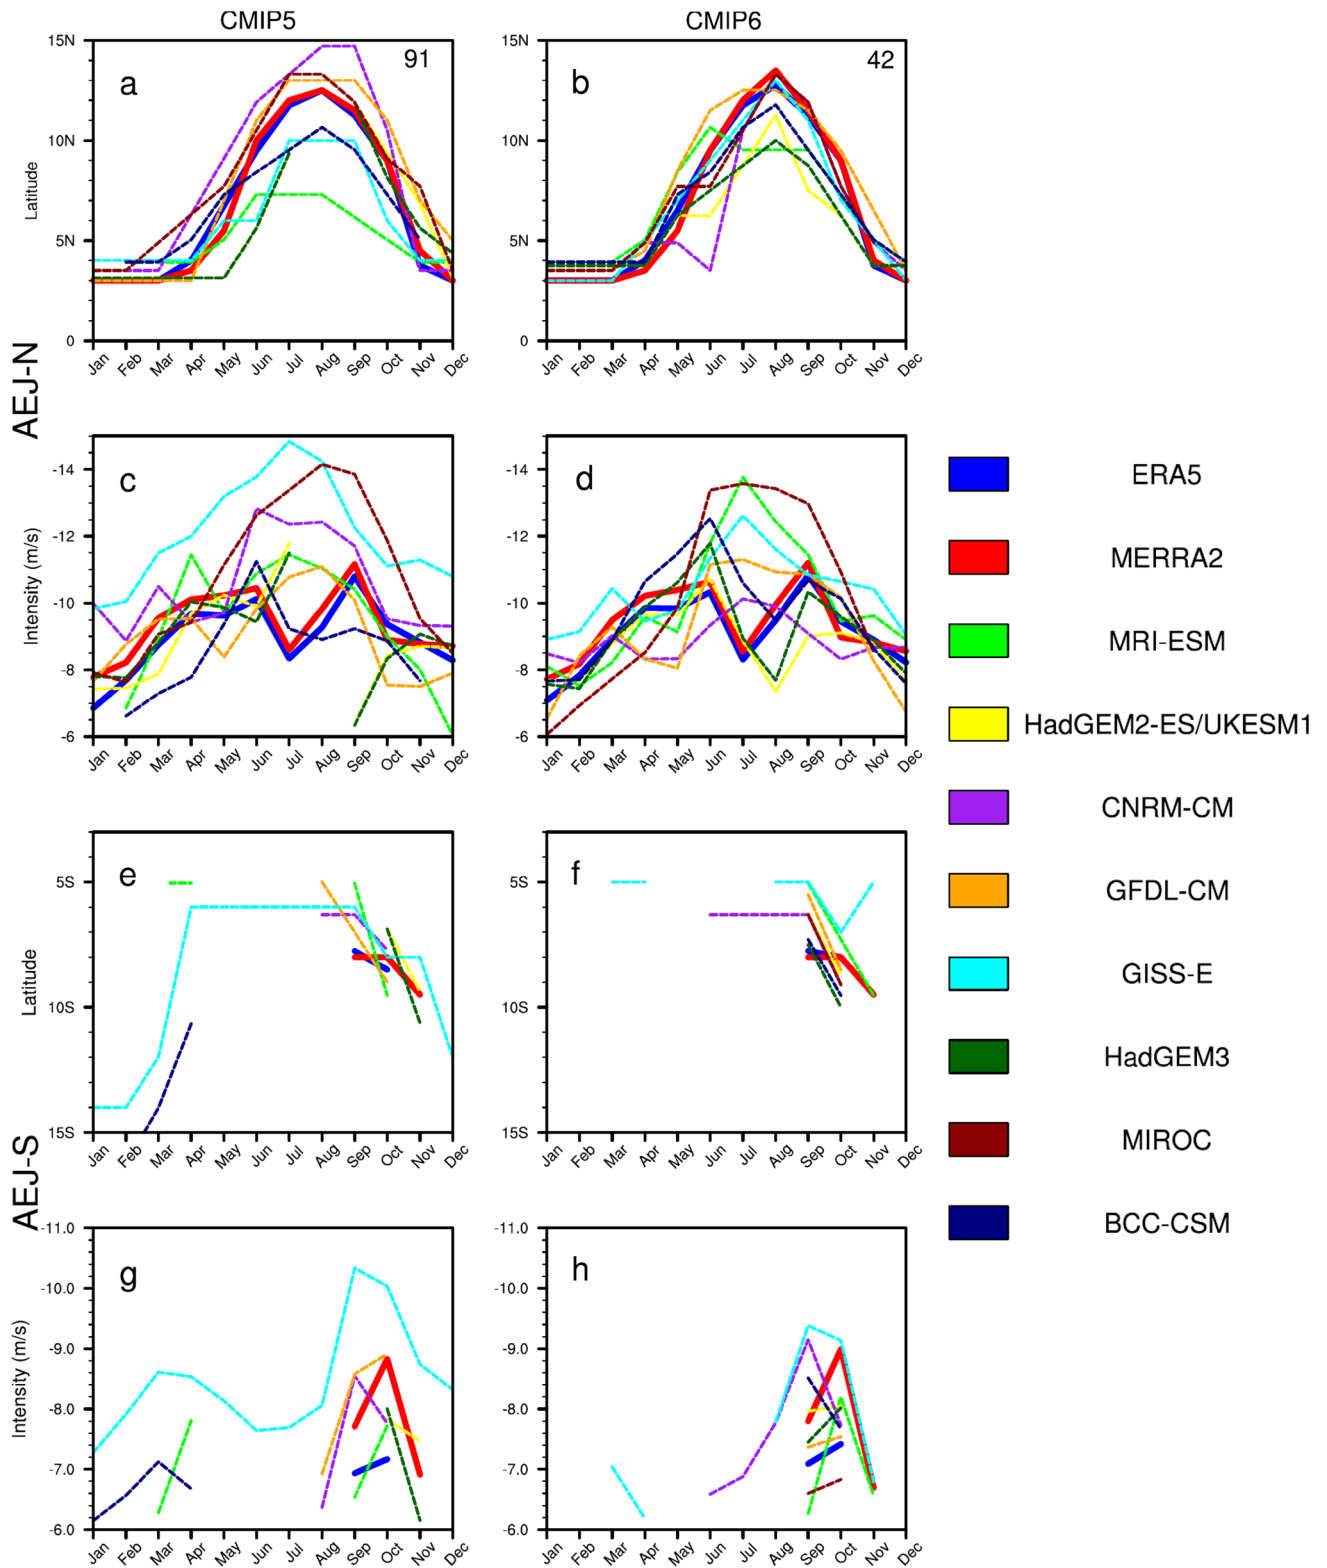 CMIP5
CMIP6
15N
10N
5N
0
Latitude
a
91
Jan Feb Mar Apr May Jun Jul Aug Sep Oct Nov Dec
15N
10N
5N
0
b
42
Jan Feb Mar Apr May Jun Jul Aug Sep Oct Nov Dec
AEJ-N
-14
-12
-10
-8
-6
Intensity (m/s)
c
Jan Feb Mar Apr May Jun Jul Aug Sep Oct Nov Dec
-14
-12
-10
-8
-6
d
Jan Feb Mar Apr May Jun Jul Aug Sep Oct Nov Dec
5S
10S
15S
Latitude
e
Jan Feb Mar Apr May Jun Jul Aug Sep Oct Nov Dec
5S
10S
15S
f
Jan Feb Mar Apr May Jun Jul Aug Sep Oct Nov Dec
AEJ-S
-11.0
-10.0
-9.0
-8.0
-7.0
-6.0
Intensity (m/s)
g
Jan Feb Mar Apr May Jun Jul Aug Sep Oct Nov Dec
-11.0
-10.0
-9.0
-8.0
-7.0
-6.0
h
Jan Feb Mar Apr May Jun Jul Aug Sep Oct Nov Dec
ERA5
MERRA2
MRI-ESM
HadGEM2-ES/UKESM1
CNRM-CM
GFDL-CM
GISS-E
HadGEM3
MIROC
BCC-CSM